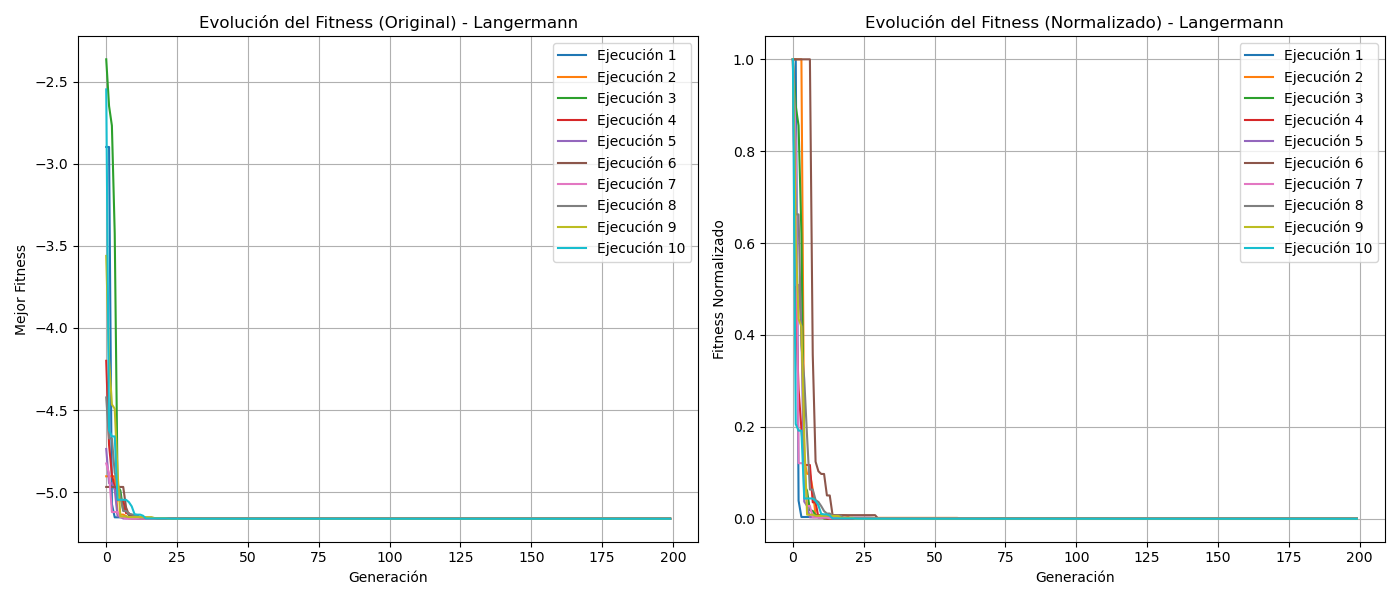 Evolución del Fitness (Original) - Langermann
Mejor Fitness
−2.5
−3.0
−3.5
−4.0
−4.5
−5.0
0 25 50 75 100 125 150 175 200
Generación
Ejecución 1
Ejecución 2
Ejecución 3
Ejecución 4
Ejecución 5
Ejecución 6
Ejecución 7
Ejecución 8
Ejecución 9
Ejecución 10
Evolución del Fitness (Normalizado) - Langermann
Fitness Normalizado
1.0
0.8
0.6
0.4
0.2
0.0
0 25 50 75 100 125 150 175 200
Generación
Ejecución 1
Ejecución 2
Ejecución 3
Ejecución 4
Ejecución 5
Ejecución 6
Ejecución 7
Ejecución 8
Ejecución 9
Ejecución 10